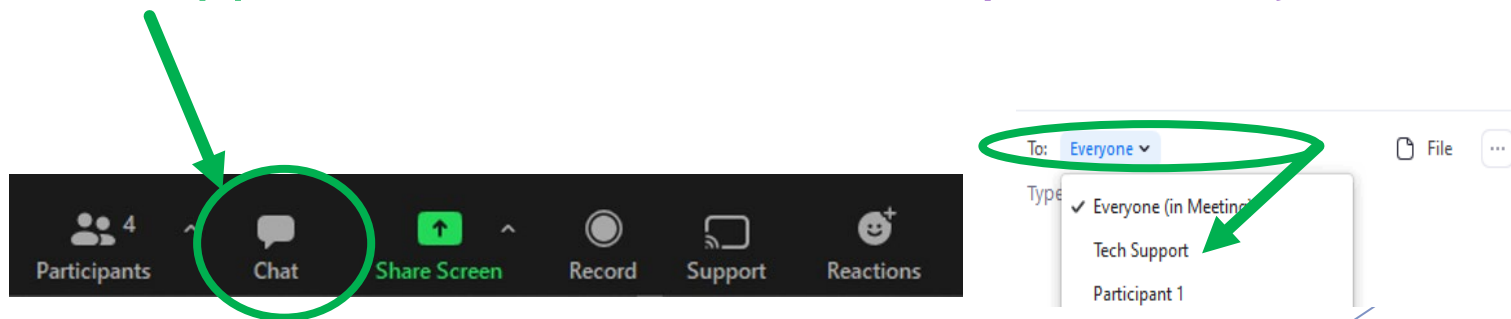 4
Participants
Chat
Share Screen
Record
Support
Reactions
To: Everyone
File
Type
Everyone (in Meeting)
Tech Support
Participant 1